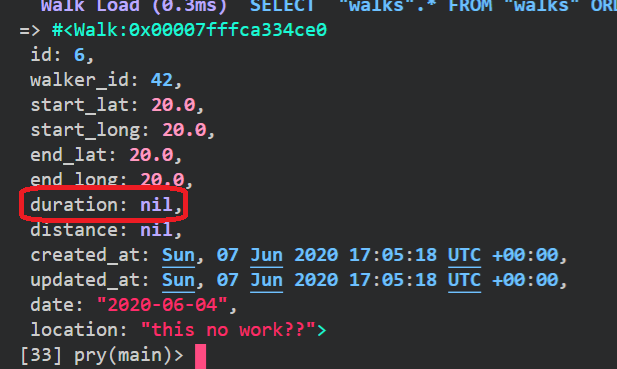 Walk Load (0.3ms)  SELECT  "walks".* FROM "walks" ORD
=> #<Walk:0x00007fffca334ce0
id: 6,
walker_id: 42,
start_lat: 20.0,
start_long: 20.0,
end_lat: 20.0,
end_long: 20.0,
duration: nil,
distance: nil,
created_at: Sun, 07 Jun 2020 17:05:18 UTC +00:00,
updated_at: Sun, 07 Jun 2020 17:05:18 UTC +00:00,
date: "2020-06-04",
location: "this no work??">
[33] pry(main)>